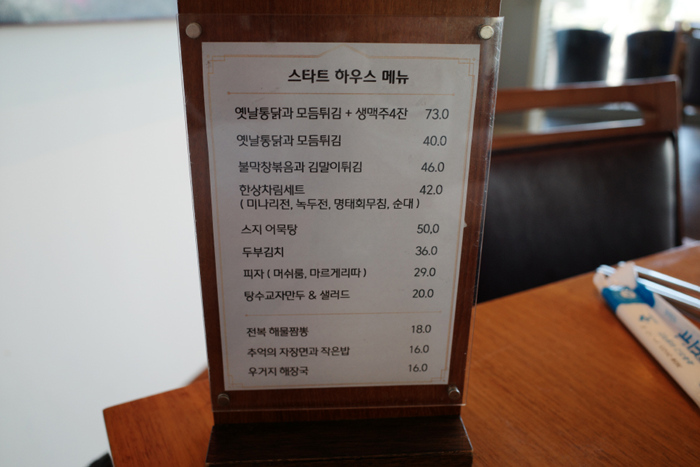 스타트 하우스 메뉴
옛날통닭과 모듬튀김 + 생맥주4잔 73.0
옛날통닭과 모듬튀김 40.0
불막창볶음과 김말이튀김 46.0
한상차림세트 42.0
( 미나리전, 녹두전, 명태회무침, 순대 )
스지 어묵탕 50,0
두부김치 36.0
피자 ( 머쉬룸, 마르게리따 ) 29.0
탕수교자만두 & 샐러드 20.0
전복 해물짬뽕 18.0
추억의 자장면과 작은밥 16.0
우거지 해장국 16.0